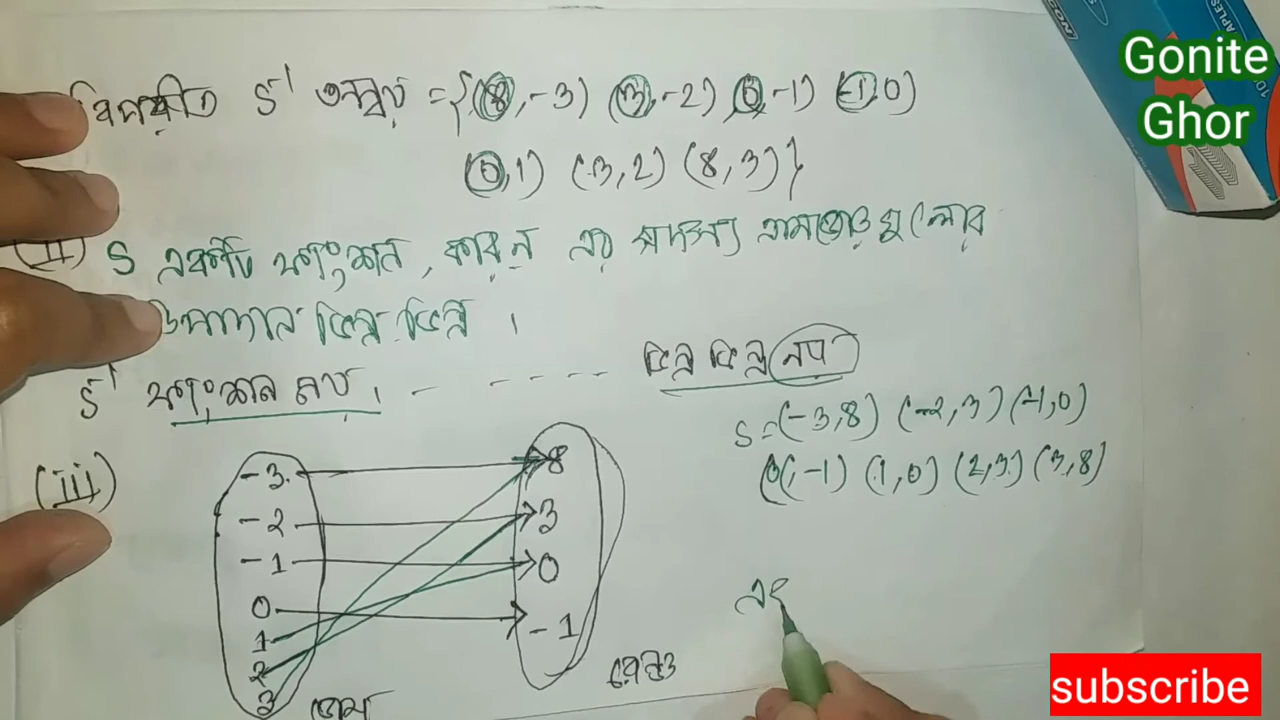 বিপরীত S⁻¹ অন্বয় = {(8, -3) (3, -2) (0, -1) (-1, 0)
(0, 1) (3, 2) (8, 3)}
(ii) S একটি ফাংশন, কারন এর
উপাদান ভিন্ন ভিন্ন ।
ভিন্ন ভিন্ন নয়
S⁻¹ ফাংশন নয় । - - - - - -
S = (-3, 8) (-2, 3) (-1, 0)
0(, -1) (1, 0) (2, 3) (3, 8)
(iii)
-3 8
-2 3
-1 0
0 -1
1
2
3
ডোম
রেঞ্জ
এই
Gonite
Ghor
subscribe